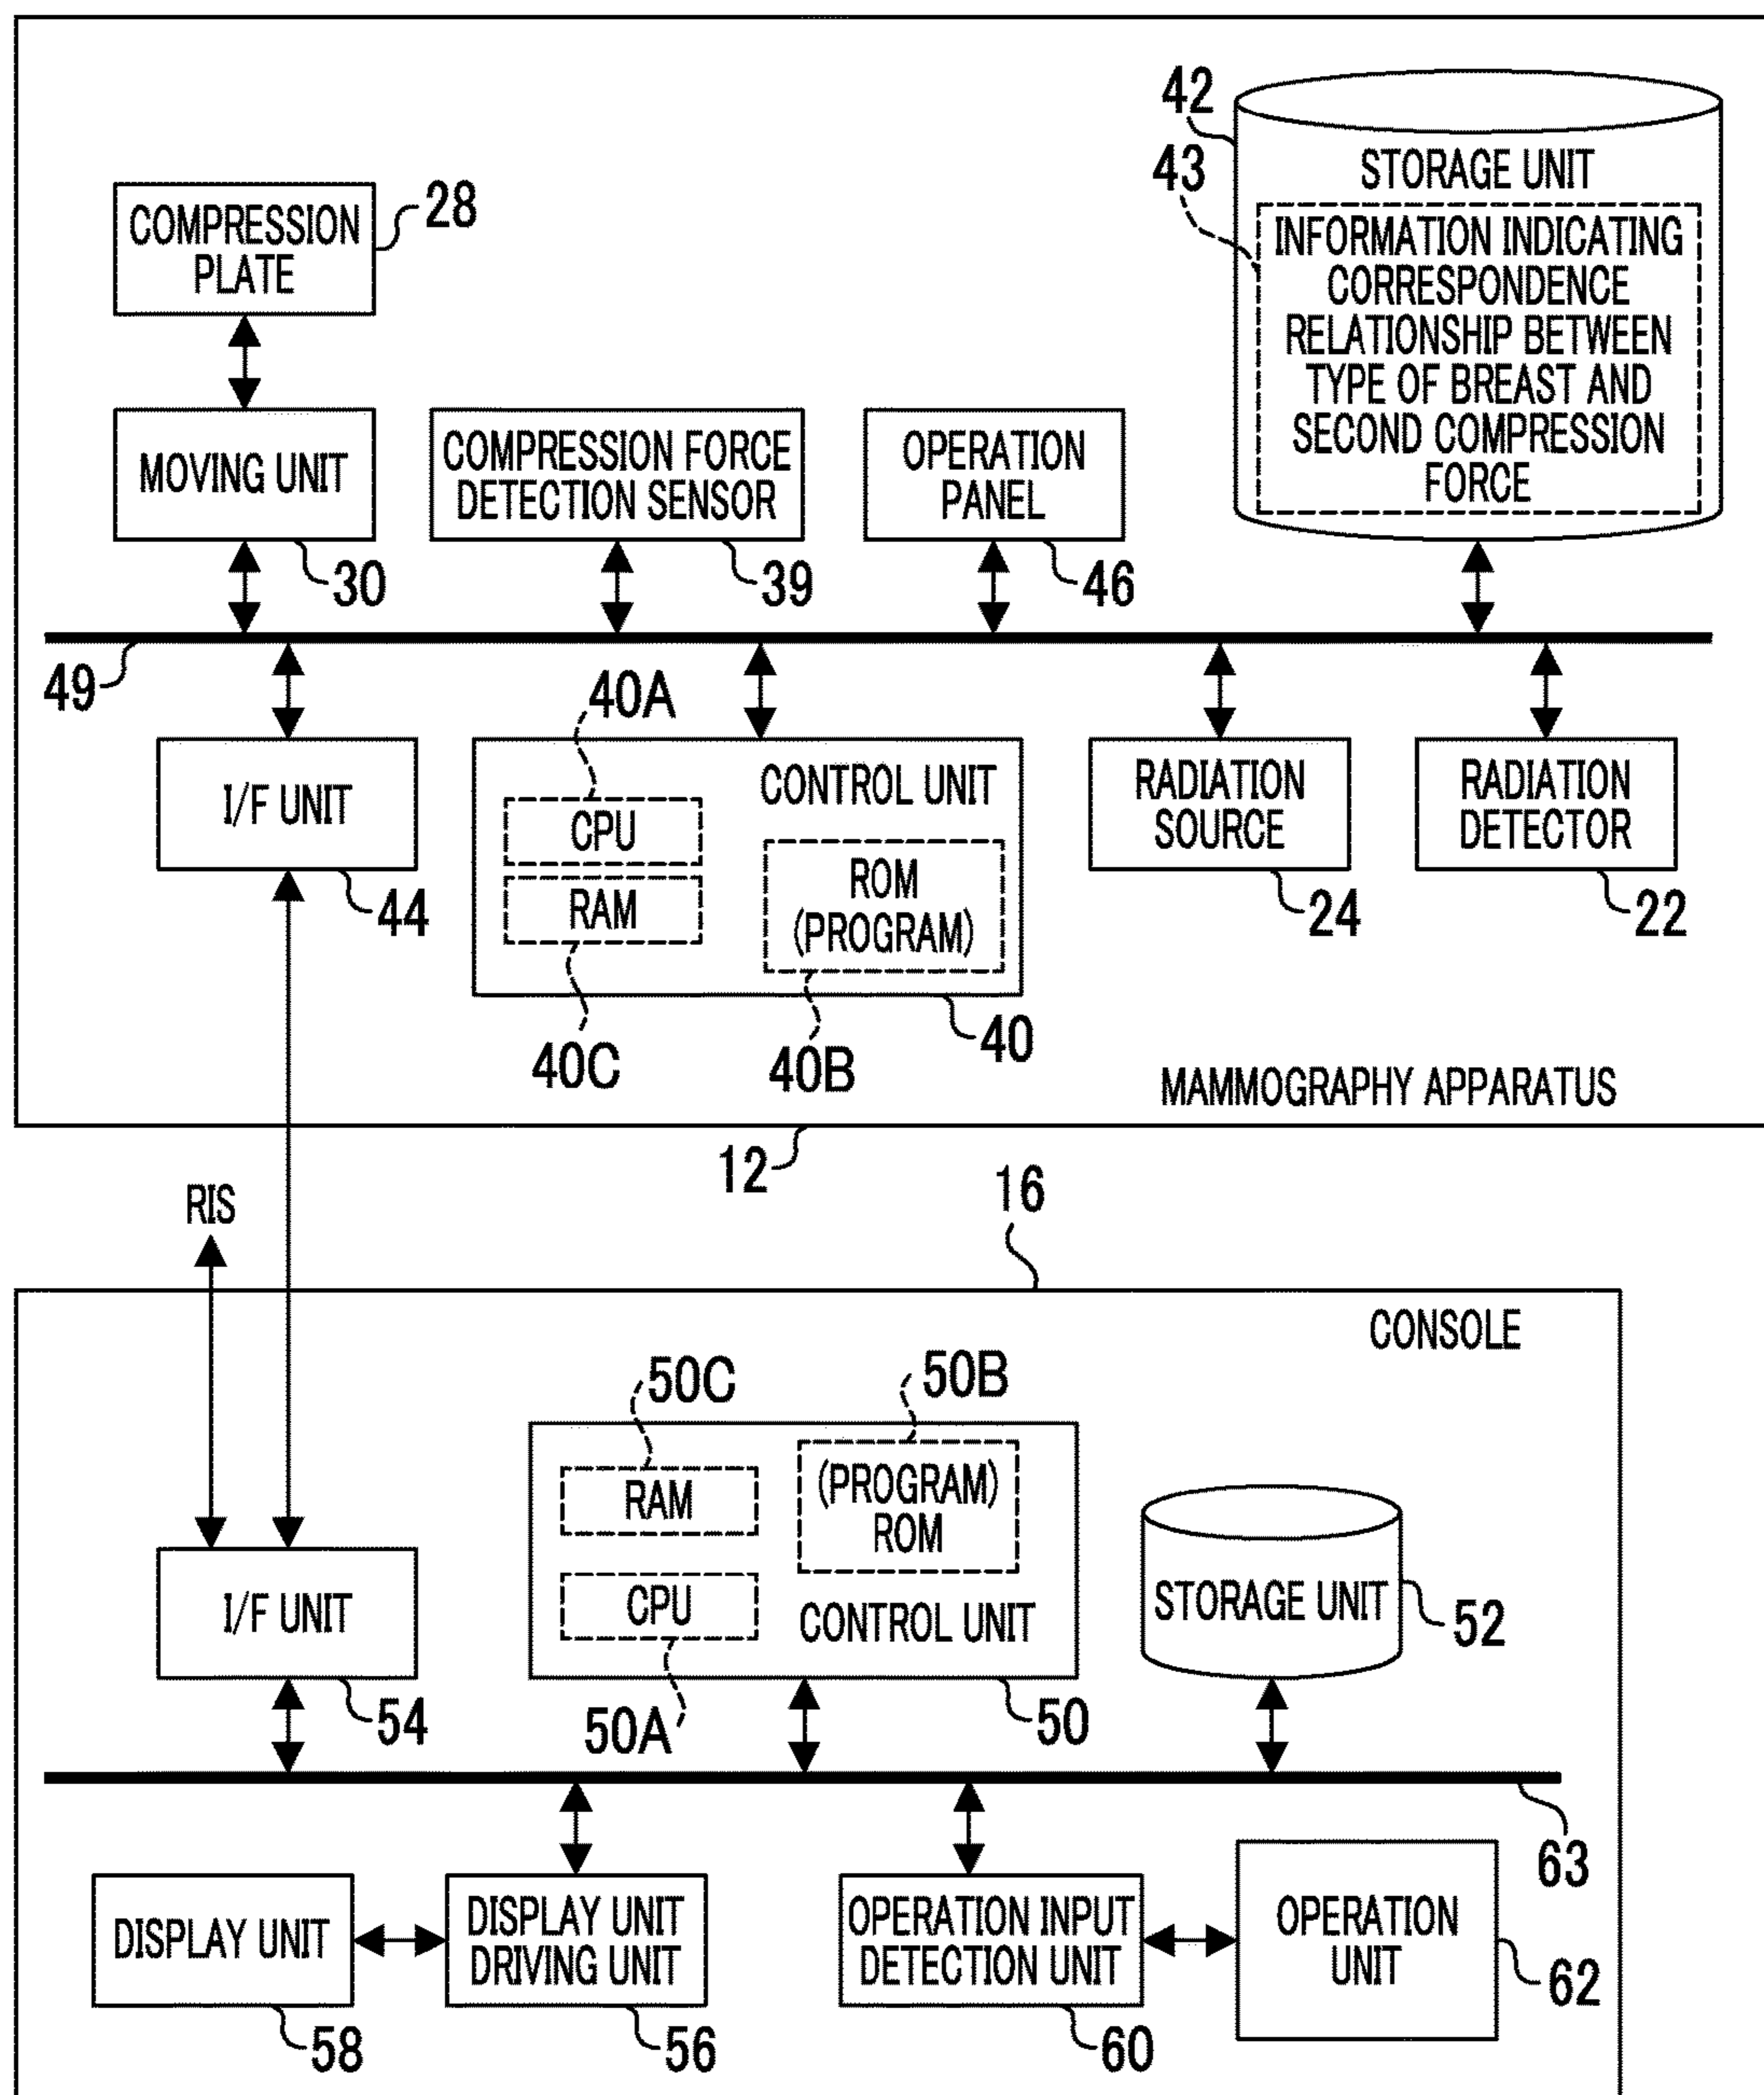 42
STORAGE UNIT
43
INFORMATION INDICATING
CORRESPONDENCE
RELATIONSHIP BETWEEN
TYPE OF BREAST AND
SECOND COMPRESSION
FORCE
COMPRESSION
PLATE
28
MOVING UNIT
30
COMPRESSION FORCE
DETECTION SENSOR
39
OPERATION
PANEL
46
49
I/F UNIT
44
40A
CONTROL UNIT
CPU
RAM
ROM
(PROGRAM)
40C
40B
40
RADIATION
SOURCE
24
RADIATION
DETECTOR
22
MAMMOGRAPHY APPARATUS
12
RIS
16
CONSOLE
50C
50B
RAM
(PROGRAM)
ROM
CPU
CONTROL UNIT
50A
50
I/F UNIT
54
STORAGE UNIT
52
63
DISPLAY UNIT
58
DISPLAY UNIT
DRIVING UNIT
56
OPERATION INPUT
DETECTION UNIT
60
OPERATION
UNIT
62